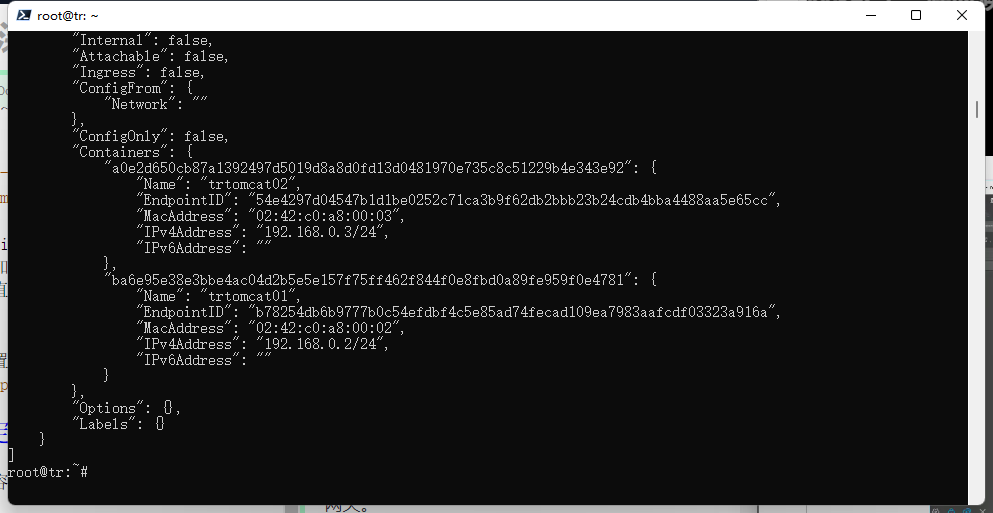 root@tr: ~
"Internal": false,
"Attachable": false,
"Ingress": false,
"ConfigFrom": {
"Network": ""
},
"ConfigOnly": false,
"Containers": {
"a0e2d650cb87a1392497d5019d8a8d0fd13d0481970e735c8c51229b4e343e92": {
"Name": "trtomcat02",
"EndpointID": "54e4297d04547b1d1be0252c71ca3b9f62db2bbb23b24cdb4bba4488aa5e65cc",
"MacAddress": "02:42:c0:a8:00:03",
"IPv4Address": "192.168.0.3/24",
"IPv6Address": ""
},
"ba6e95e38e3bbe4ac04d2b5e5e157f75ff462f844f0e8fbd0a89fe959f0e4781": {
"Name": "trtomcat01",
"EndpointID": "b78254db6b9777b0c54efdbf4c5e85ad74fecad109ea7983aafcdf03323a916a",
"MacAddress": "02:42:c0:a8:00:02",
"IPv4Address": "192.168.0.2/24",
"IPv6Address": ""
}
},
"Options": {},
"Labels": {}
}
]
root@tr:~#